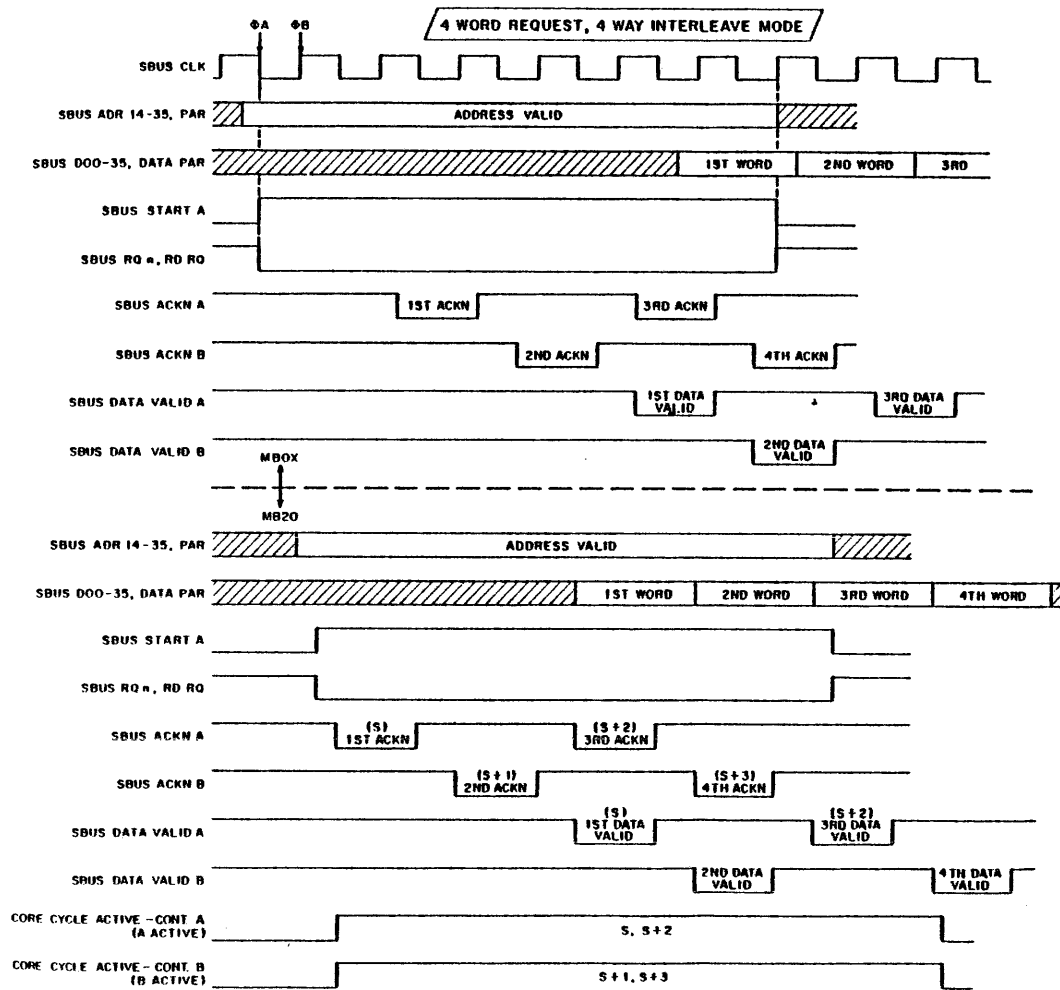 ΦA ΦB
4 WORD REQUEST, 4 WAY INTERLEAVE MODE
SBUS CLK
SBUS ADR 14-35, PAR
ADDRESS VALID
SBUS D00-35, DATA PAR
1ST WORD 2ND WORD 3RD
SBUS START A
SBUS RQ n, RD RQ
SBUS ACKN A
1ST ACKN 3RD ACKN
SBUS ACKN B
2ND ACKN 4TH ACKN
SBUS DATA VALID A
1ST DATA VALID
3RD DATA VALID
SBUS DATA VALID B
2ND DATA VALID
MBOX
MB20
SBUS ADR 14-35, PAR
ADDRESS VALID
SBUS D00-35, DATA PAR
1ST WORD 2ND WORD 3RD WORD 4TH WORD
SBUS START A
SBUS RQ n, RD RQ
SBUS ACKN A
(S)
1ST ACKN
(S+2)
3RD ACKN
SBUS ACKN B
(S+1)
2ND ACKN
(S+3)
4TH ACKN
SBUS DATA VALID A
(S)
1ST DATA
VALID
(S+2)
3RD DATA
VALID
SBUS DATA VALID B
2ND DATA
VALID
4TH DATA
VALID
CORE CYCLE ACTIVE-CONT. A
(A ACTIVE)
S, S+2
CORE CYCLE ACTIVE-CONT. B
(B ACTIVE)
S+1, S+3